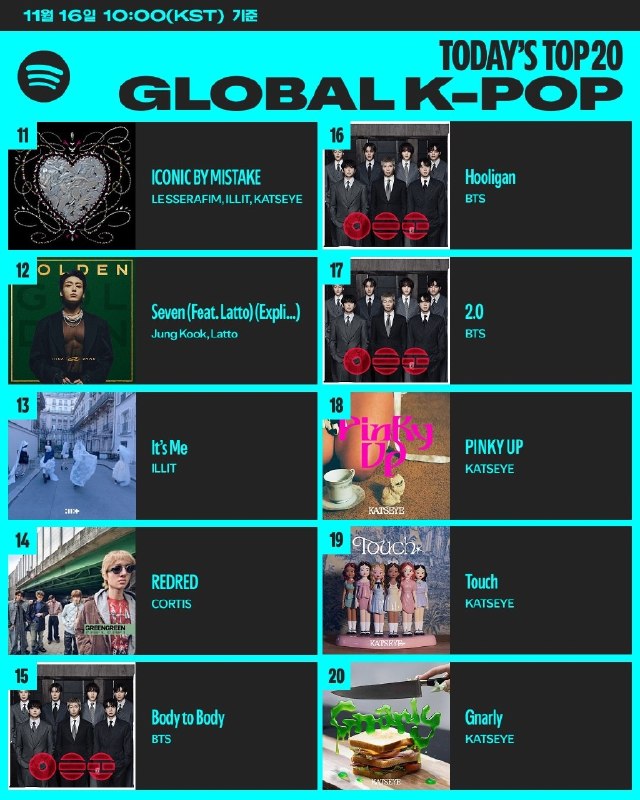 11월 16일 10:00(KST) 기준
TODAY'S TOP 20
GLOBAL K-POP
11
ICONIC BY MISTAKE
LE SSERAFIM, ILLIT, KATSEYE
12
GOLDEN
Seven (Feat. Latto) (Expli...)
Jung Kook, Latto
13
It's Me
ILLIT
14
GREENGREEN
REDRED
CORTIS
15
Body to Body
BTS
16
Hooligan
BTS
17
2.0
BTS
18
Pinky
Up
KATSEYE
PINKY UP
KATSEYE
19
Touch
KATSEYE
Touch
KATSEYE
20
Gnarly
KATSEYE
Gnarly
KATSEYE